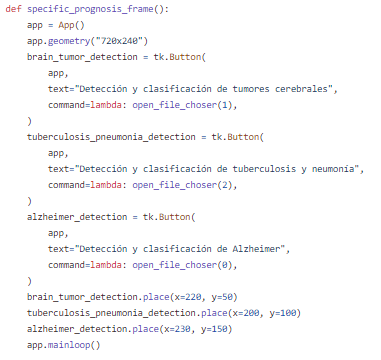 def specific_prognosis_frame():
    app = App()
    app.geometry("720x240")
    brain_tumor_detection = tk.Button(
        app,
        text="Detección y clasificación de tumores cerebrales",
        command=lambda: open_file_choser(1),
    )
    tuberculosis_pneumonia_detection = tk.Button(
        app,
        text="Detección y clasificación de tuberculosis y neumonía",
        command=lambda: open_file_choser(2),
    )
    alzheimer_detection = tk.Button(
        app,
        text="Detección y clasificación de Alzheimer",
        command=lambda: open_file_choser(0),
    )
    brain_tumor_detection.place(x=220, y=50)
    tuberculosis_pneumonia_detection.place(x=200, y=100)
    alzheimer_detection.place(x=230, y=150)
    app.mainloop()